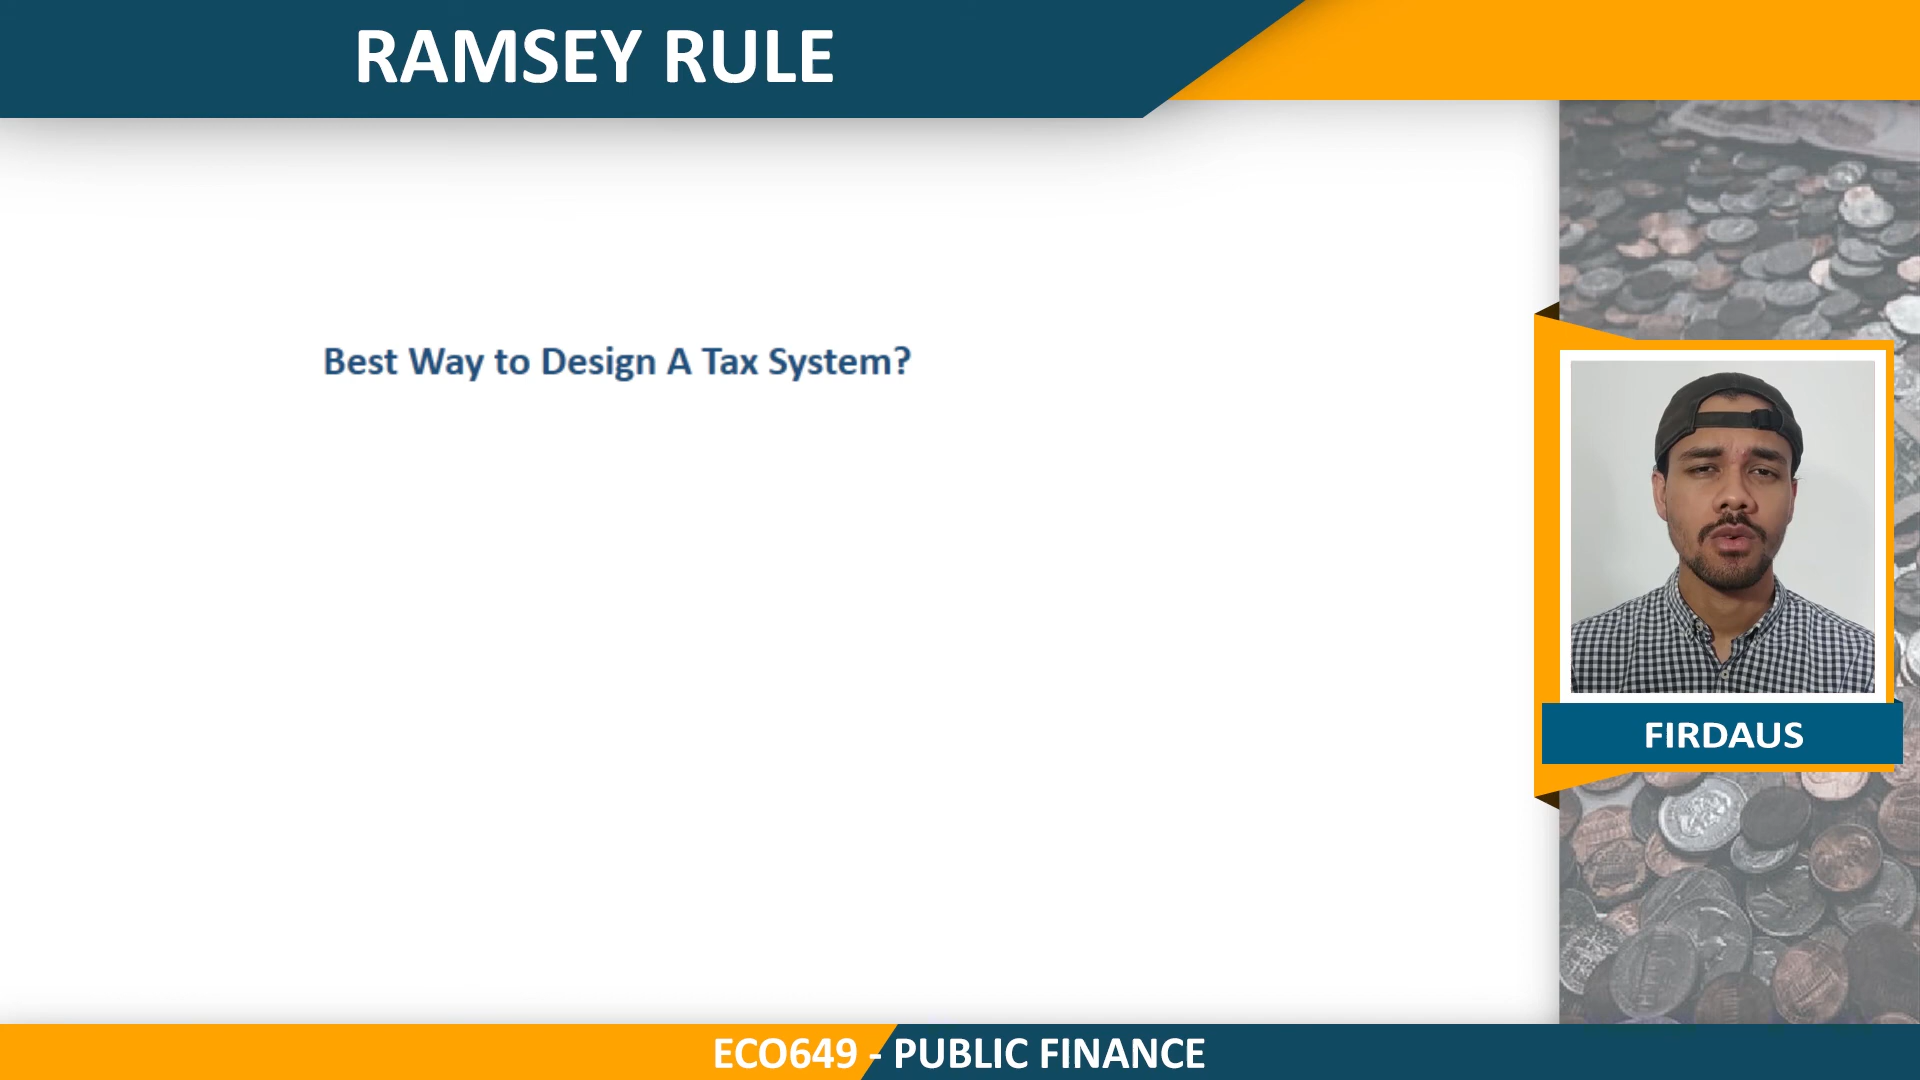 RAMSEY RULE
Best Way to Design A Tax System?
FIRDAUS
ECO649 - PUBLIC FINANCE